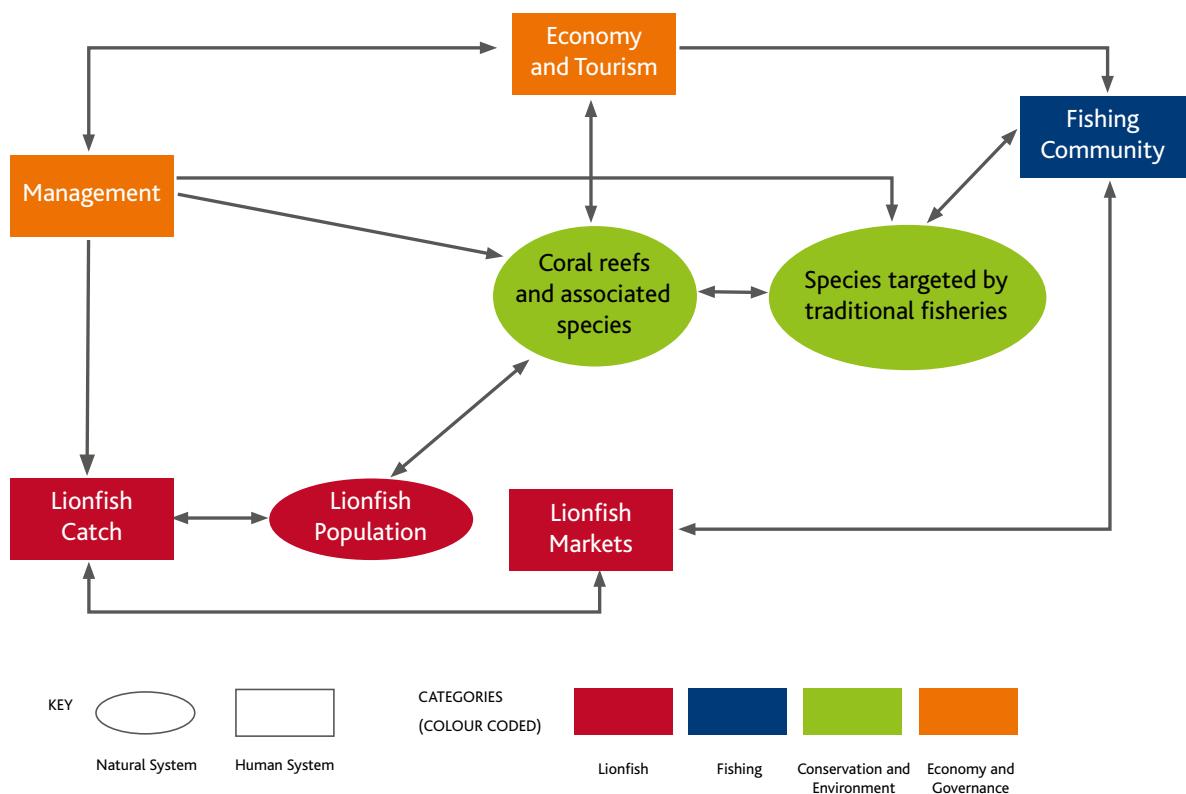 Economy
and Tourism
Fishing
Community
Management
Coral reefs
and associated
species
Species targeted by
traditional fisheries
Lionfish
Catch
Lionfish
Population
Lionfish
Markets
KEY
Natural System
Human System
CATEGORIES
(COLOUR CODED)
Lionfish
Fishing
Conservation and
Environment
Economy and
Governance